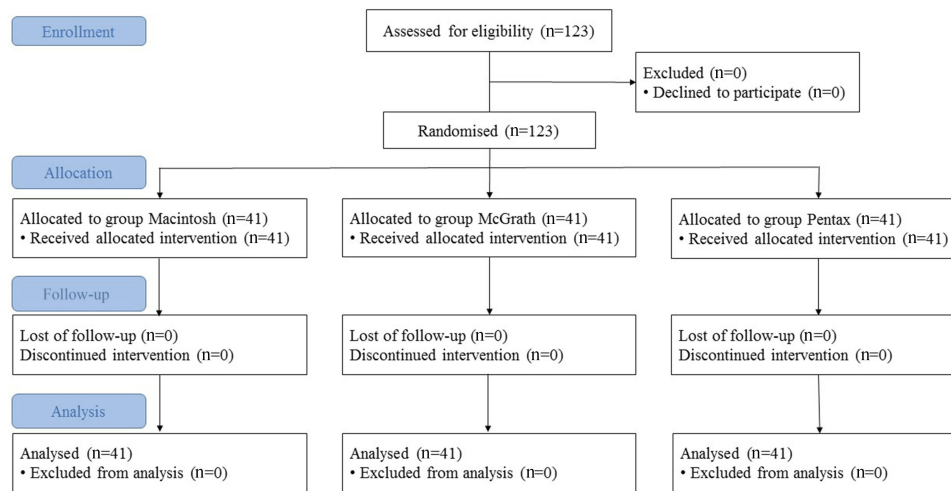 Enrollment
Assessed for eligibility (n=123)
Excluded (n=0)
• Declined to participate (n=0)
Randomised (n=123)
Allocation
Allocated to group Macintosh (n=41)
• Received allocated intervention (n=41)
Allocated to group McGrath (n=41)
• Received allocated intervention (n=41)
Allocated to group Pentax (n=41)
• Received allocated intervention (n=41)
Follow-up
Lost of follow-up (n=0)
Discontinued intervention (n=0)
Lost of follow-up (n=0)
Discontinued intervention (n=0)
Lost of follow-up (n=0)
Discontinued intervention (n=0)
Analysis
Analysed (n=41)
• Excluded from analysis (n=0)
Analysed (n=41)
• Excluded from analysis (n=0)
Analysed (n=41)
• Excluded from analysis (n=0)